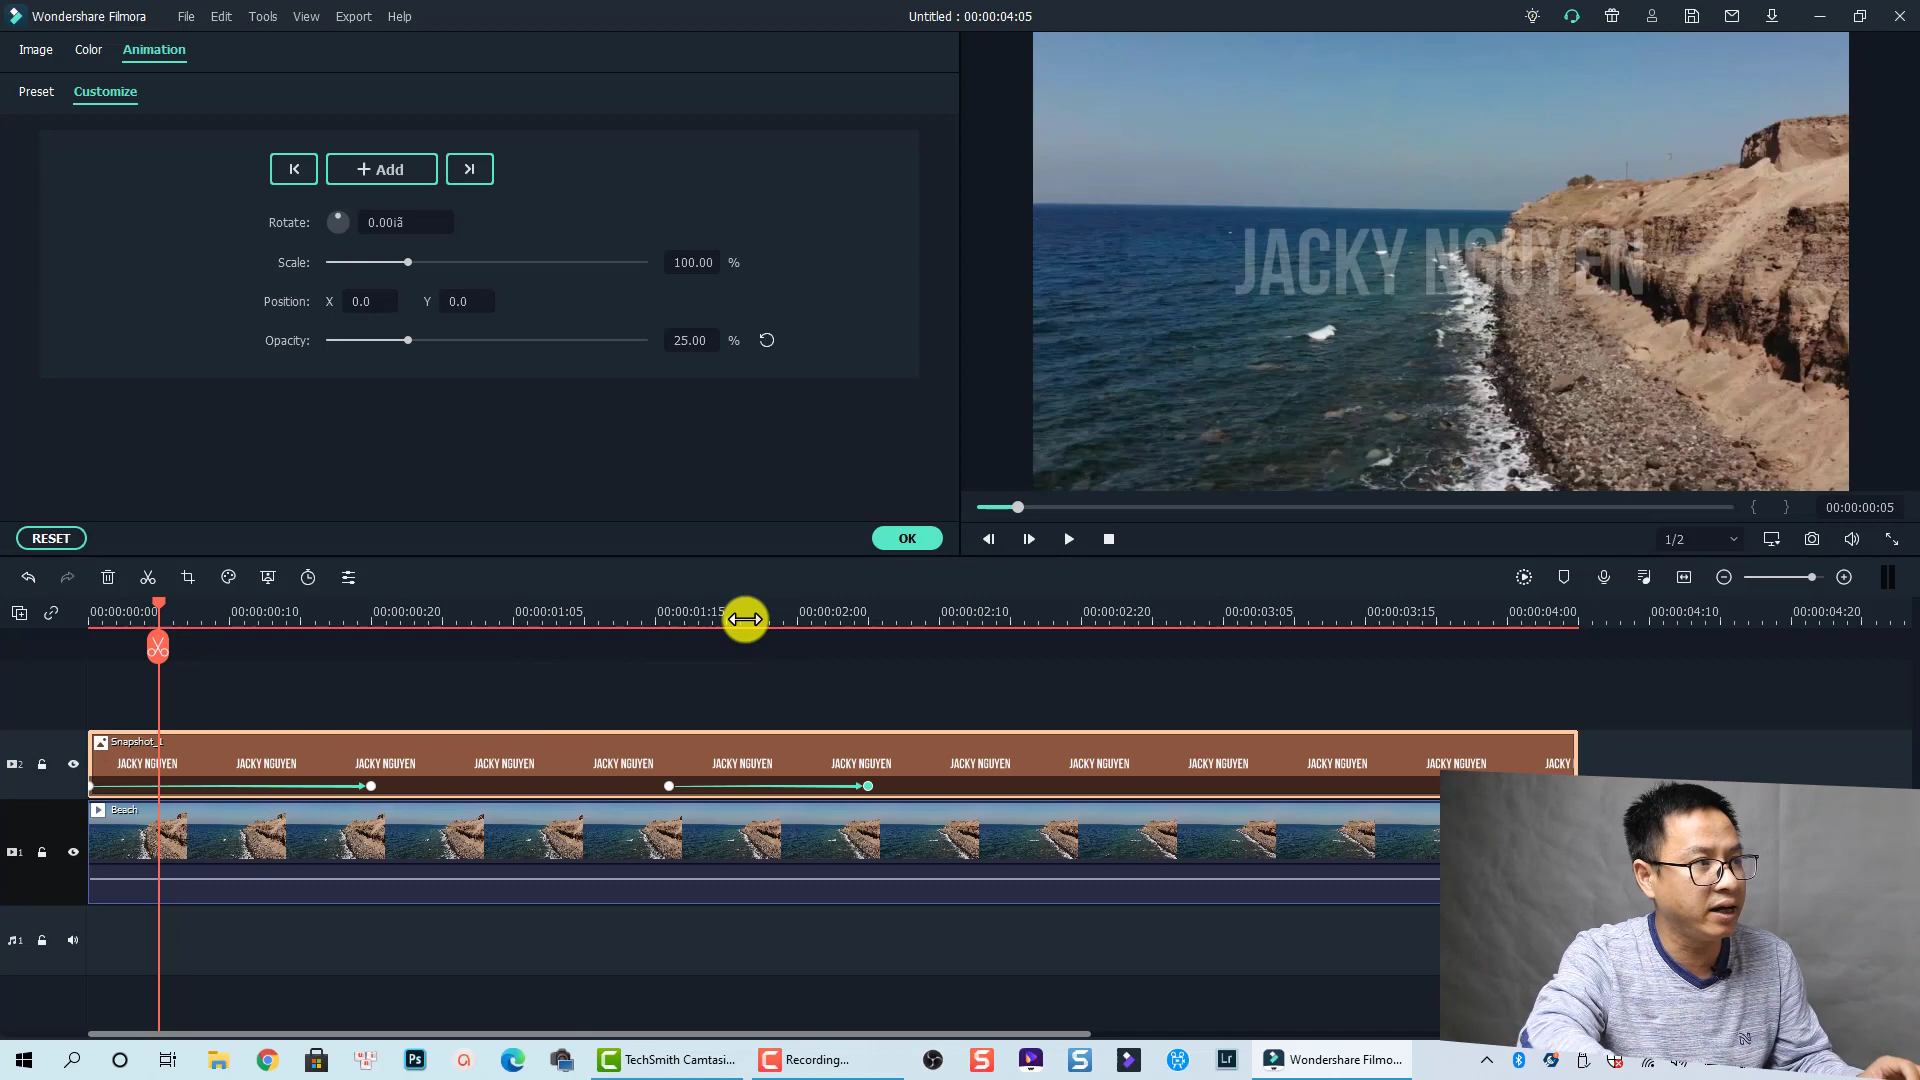 Wondershare Filmora File Edit Tools View Export Help Untitled : 00:00:04:05
Image Color Animation
Preset Customize
Add
Rotate: 0.00iã
Scale: 100.00 %
Position: X 0.0 Y 0.0
Opacity: 25.00 %
JACKY NGUYEN
{ } 00:00:00:05
RESET OK
1/2
00:00:00:00 00:00:00:10 00:00:00:20 00:00:01:05 00:00:01:15 00:00:02:00 00:00:02:10 00:00:02:20 00:00:03:05 00:00:03:15 00:00:04:00 00:00:04:10 00:00:04:20
Snapshot_1
2 JACKY NGUYEN JACKY NGUYEN JACKY NGUYEN JACKY NGUYEN JACKY NGUYEN JACKY NGUYEN JACKY NGUYEN JACKY NGUYEN JACKY NGUYEN JACKY NGUYEN JACKY NGUYEN JACKY NGUYEN JACKY
Beach
1
1
Ps TechSmith Camtasi... Recording... Lr Wondershare Filmo...